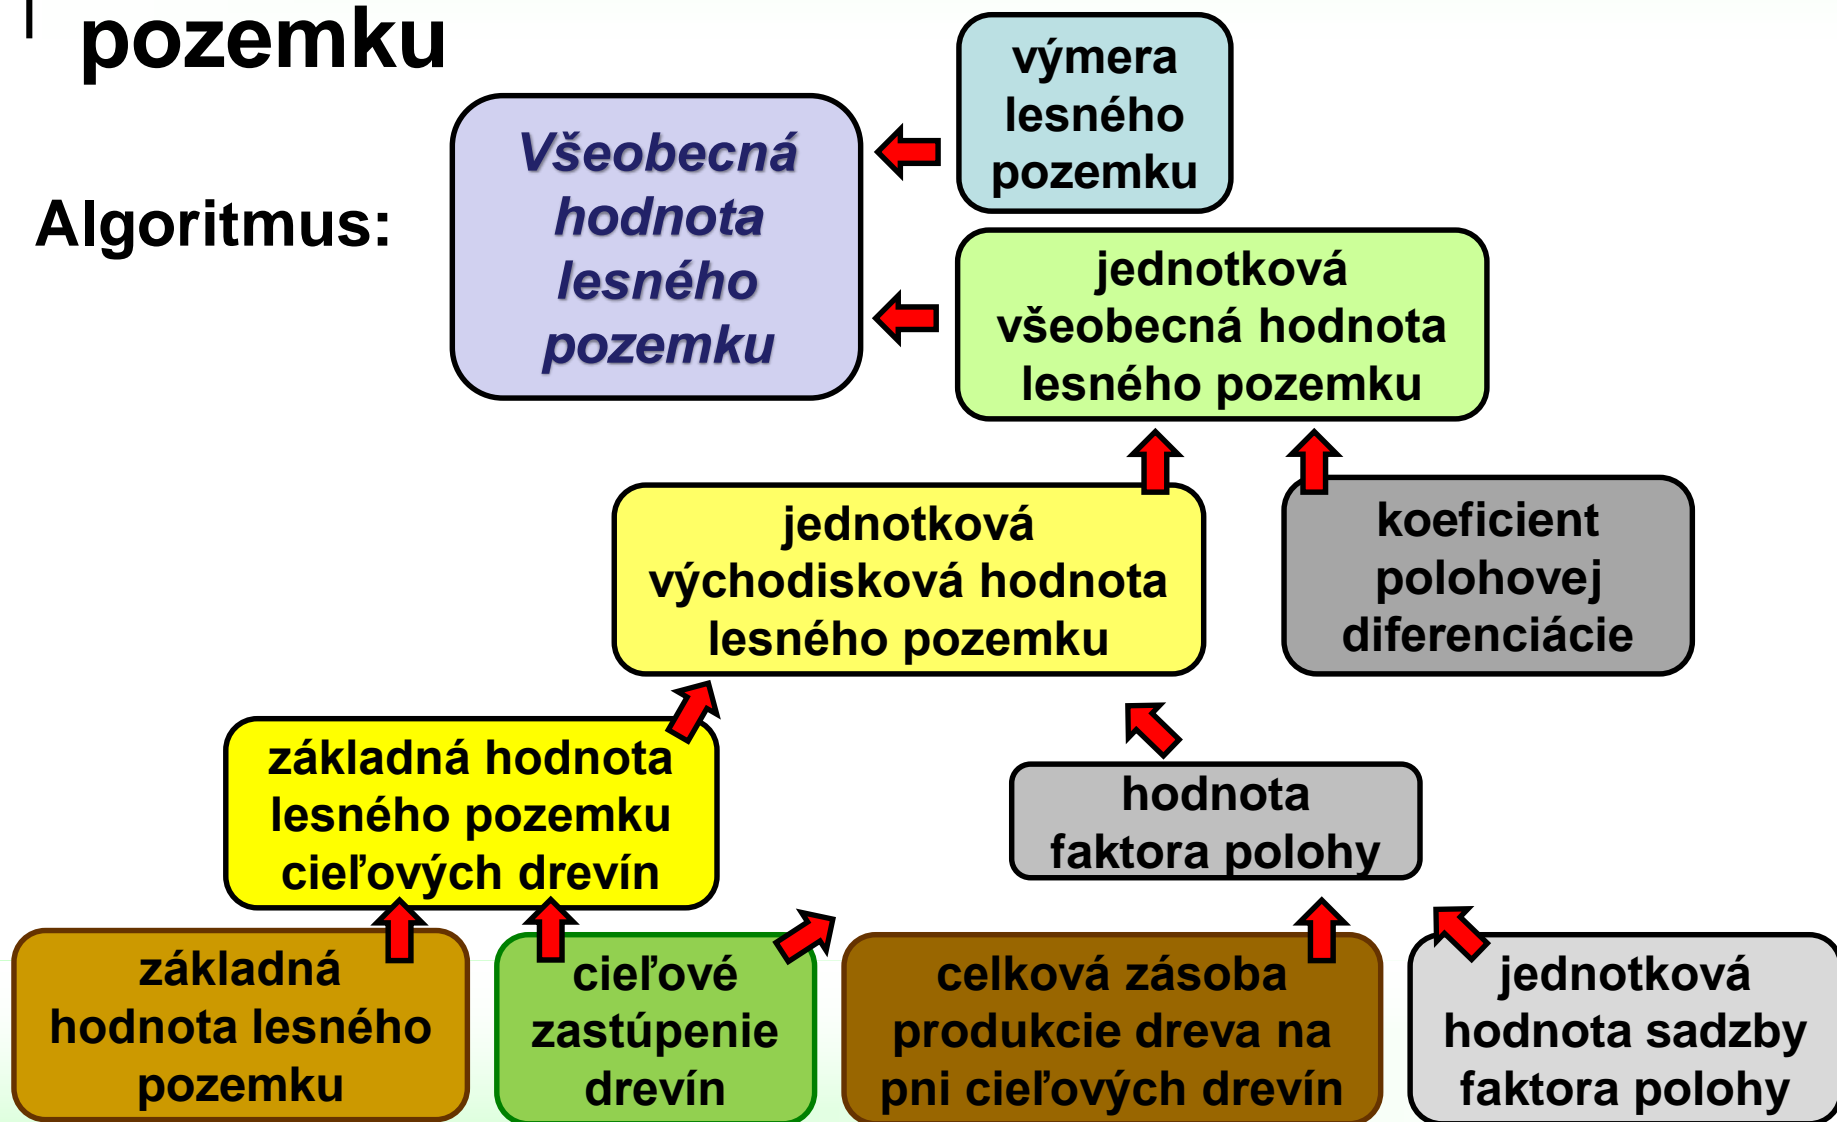 pozemku
Algoritmus:
Všeobecná
hodnota
lesného
pozemku
výmera
lesného
pozemku
jednotková
všeobecná hodnota
lesného pozemku
jednotková
východisková hodnota
lesného pozemku
koeficient
polohovej
diferenciácie
základná hodnota
lesného pozemku
cieľových drevín
hodnota
faktora polohy
základná
hodnota lesného
pozemku
cieľové
zastúpenie
drevín
celková zásoba
produkcie dreva na
pni cieľových drevín
jednotková
hodnota sadzby
faktora polohy